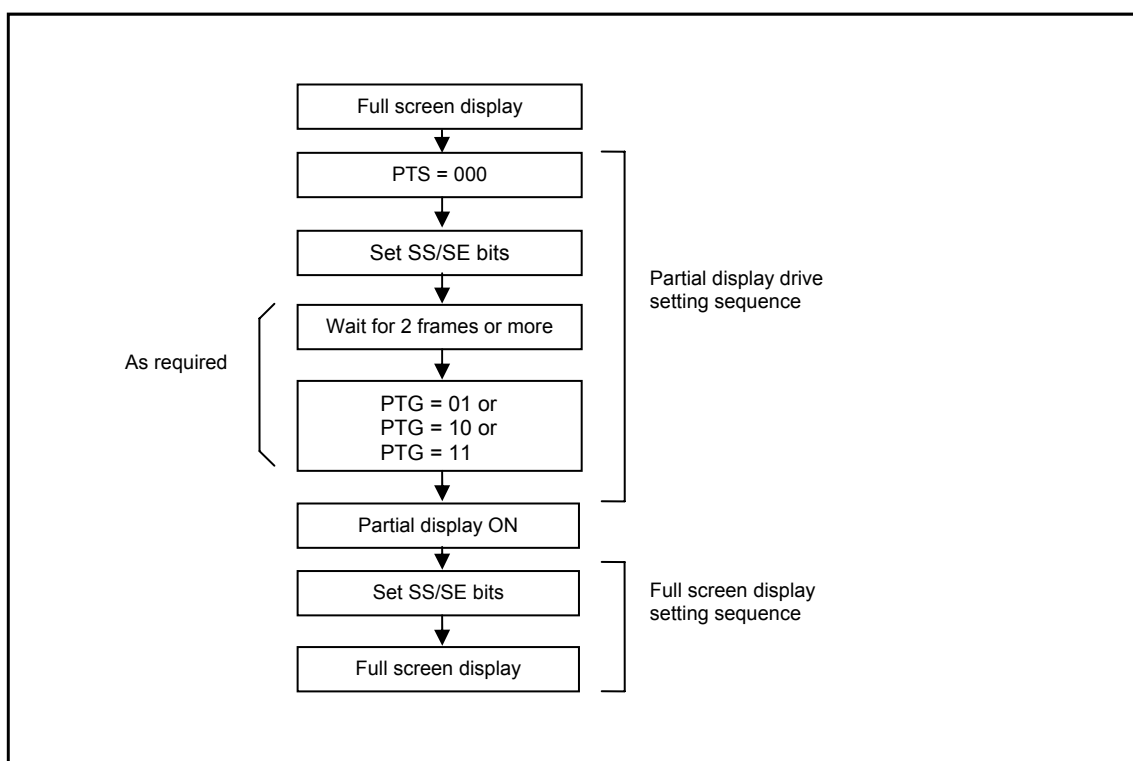 Full screen display
PTS = 000
Set SS/SE bits
Partial display drive
setting sequence
Wait for 2 frames or more
As required
PTG = 01 or
PTG = 10 or
PTG = 11
Partial display ON
Set SS/SE bits
Full screen display
setting sequence
Full screen display